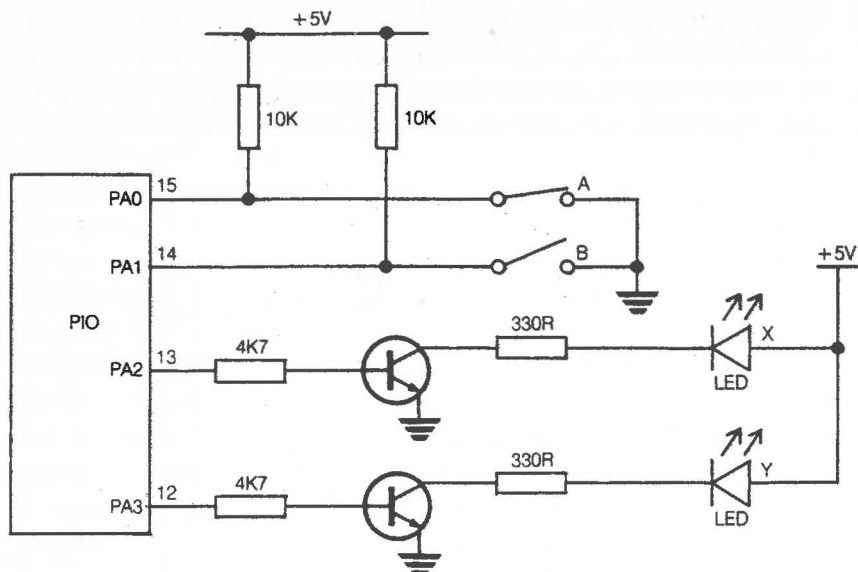 +5V
10K
10K
PA0
15
A
PA1
14
B
+5V
PIO
330R
X
4K7
PA2
13
LED
330R
Y
4K7
PA3
12
LED